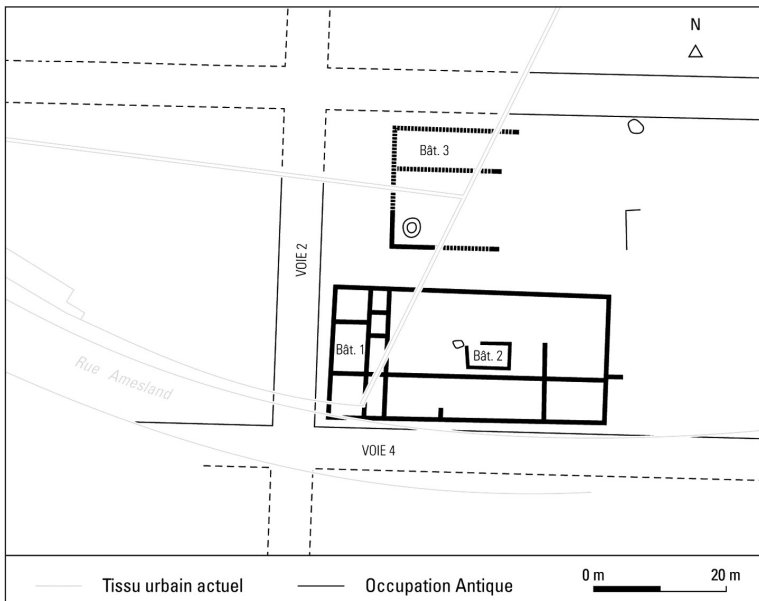 N
Bât. 3
VOIE 2
Bât. 1
Bât. 2
Rue Amesland
VOIE 4
Tissu urbain actuel
Occupation Antique
0 m
20 m